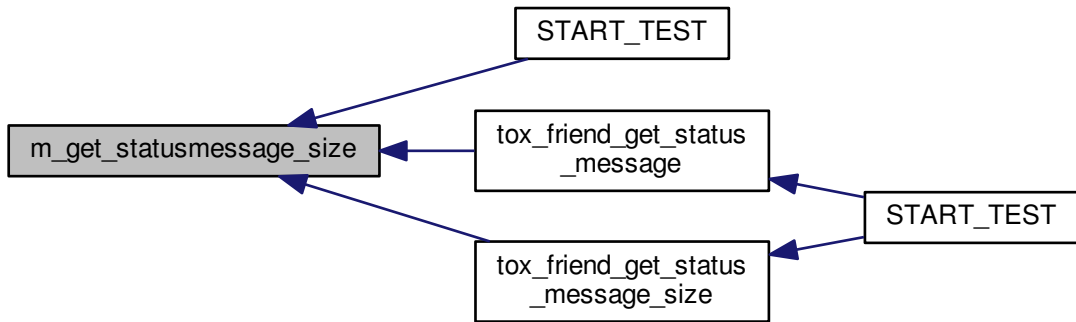 START_TEST
m_get_statusmessage_size
tox_friend_get_status
_message
START_TEST
tox_friend_get_status
_message_size